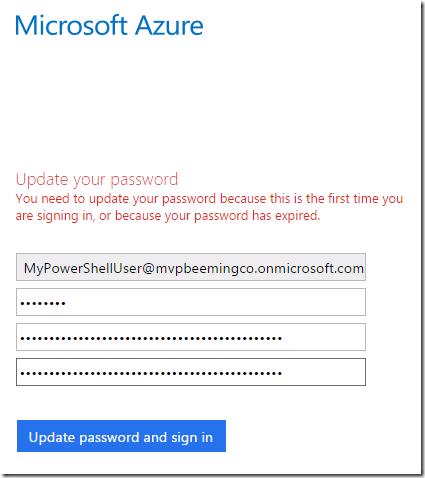 Microsoft Azure
Update your password
You need to update your password because this is the first time you
are signing in, or because your password has expired.
MyPowerShellUser@mvpbeemingco.onmicrosoft.com
Update password and sign in